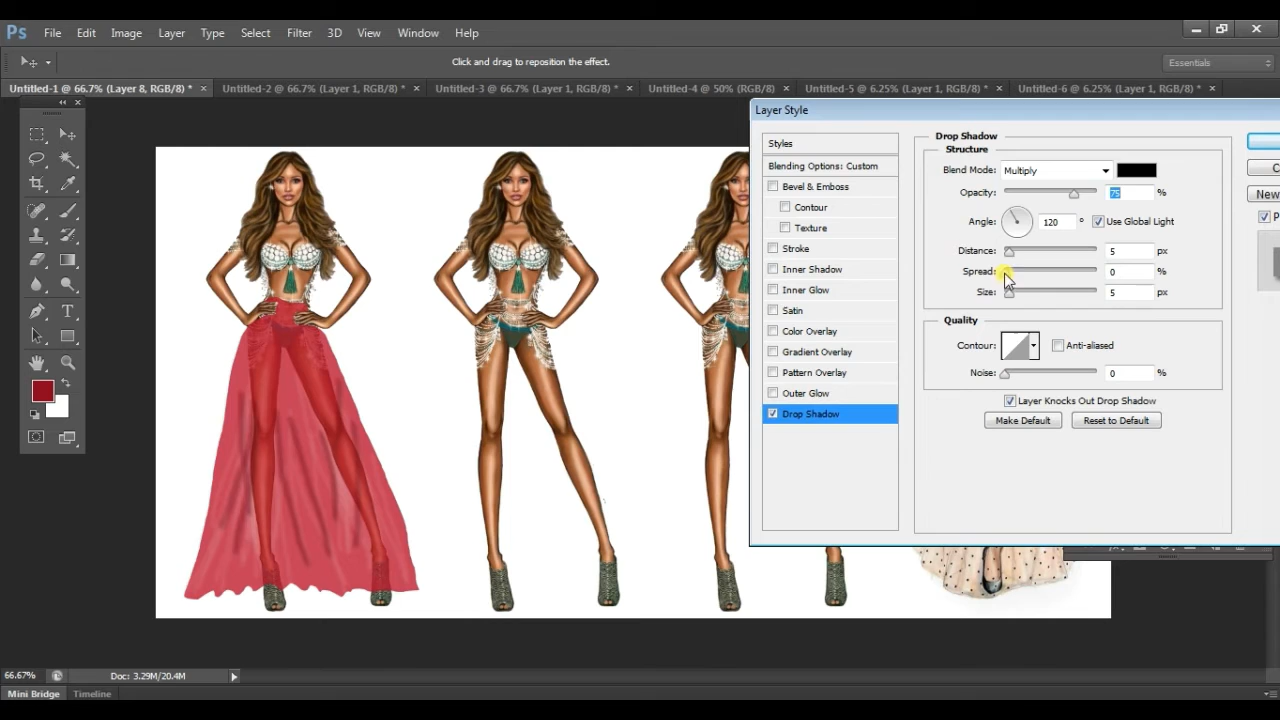 Ps File Edit Image Layer Type Select Filter 3D View Window Help
Click and drag to reposition the effect. Essentials
Untitled-1 @ 66.7% (Layer 8, RGB/8) * × Untitled-2 @ 66.7% (Layer 1, RGB/8) * × Untitled-3 @ 66.7% (Layer 1, RGB/8) * × Untitled-4 @ 50% (RGB/8) × Untitled-5 @ 6.25% (Layer 1, RGB/8) * × Untitled-6 @ 6.25% (Layer 1, RGB/8) * ×
Layer Style
Styles
Blending Options: Custom
Bevel & Emboss
Contour
Texture
Stroke
Inner Shadow
Inner Glow
Satin
Color Overlay
Gradient Overlay
Pattern Overlay
Outer Glow
Drop Shadow
Drop Shadow
Structure
Blend Mode: Multiply
Opacity: 75 %
Angle: 120 ° Use Global Light
Distance: 5 px
Spread: 0 %
Size: 5 px
Quality
Contour: Anti-aliased
Noise: 0 %
Layer Knocks Out Drop Shadow
Make Default Reset to Default
C
New
P
66.67% Doc: 3.29M/20.4M
Mini Bridge Timeline